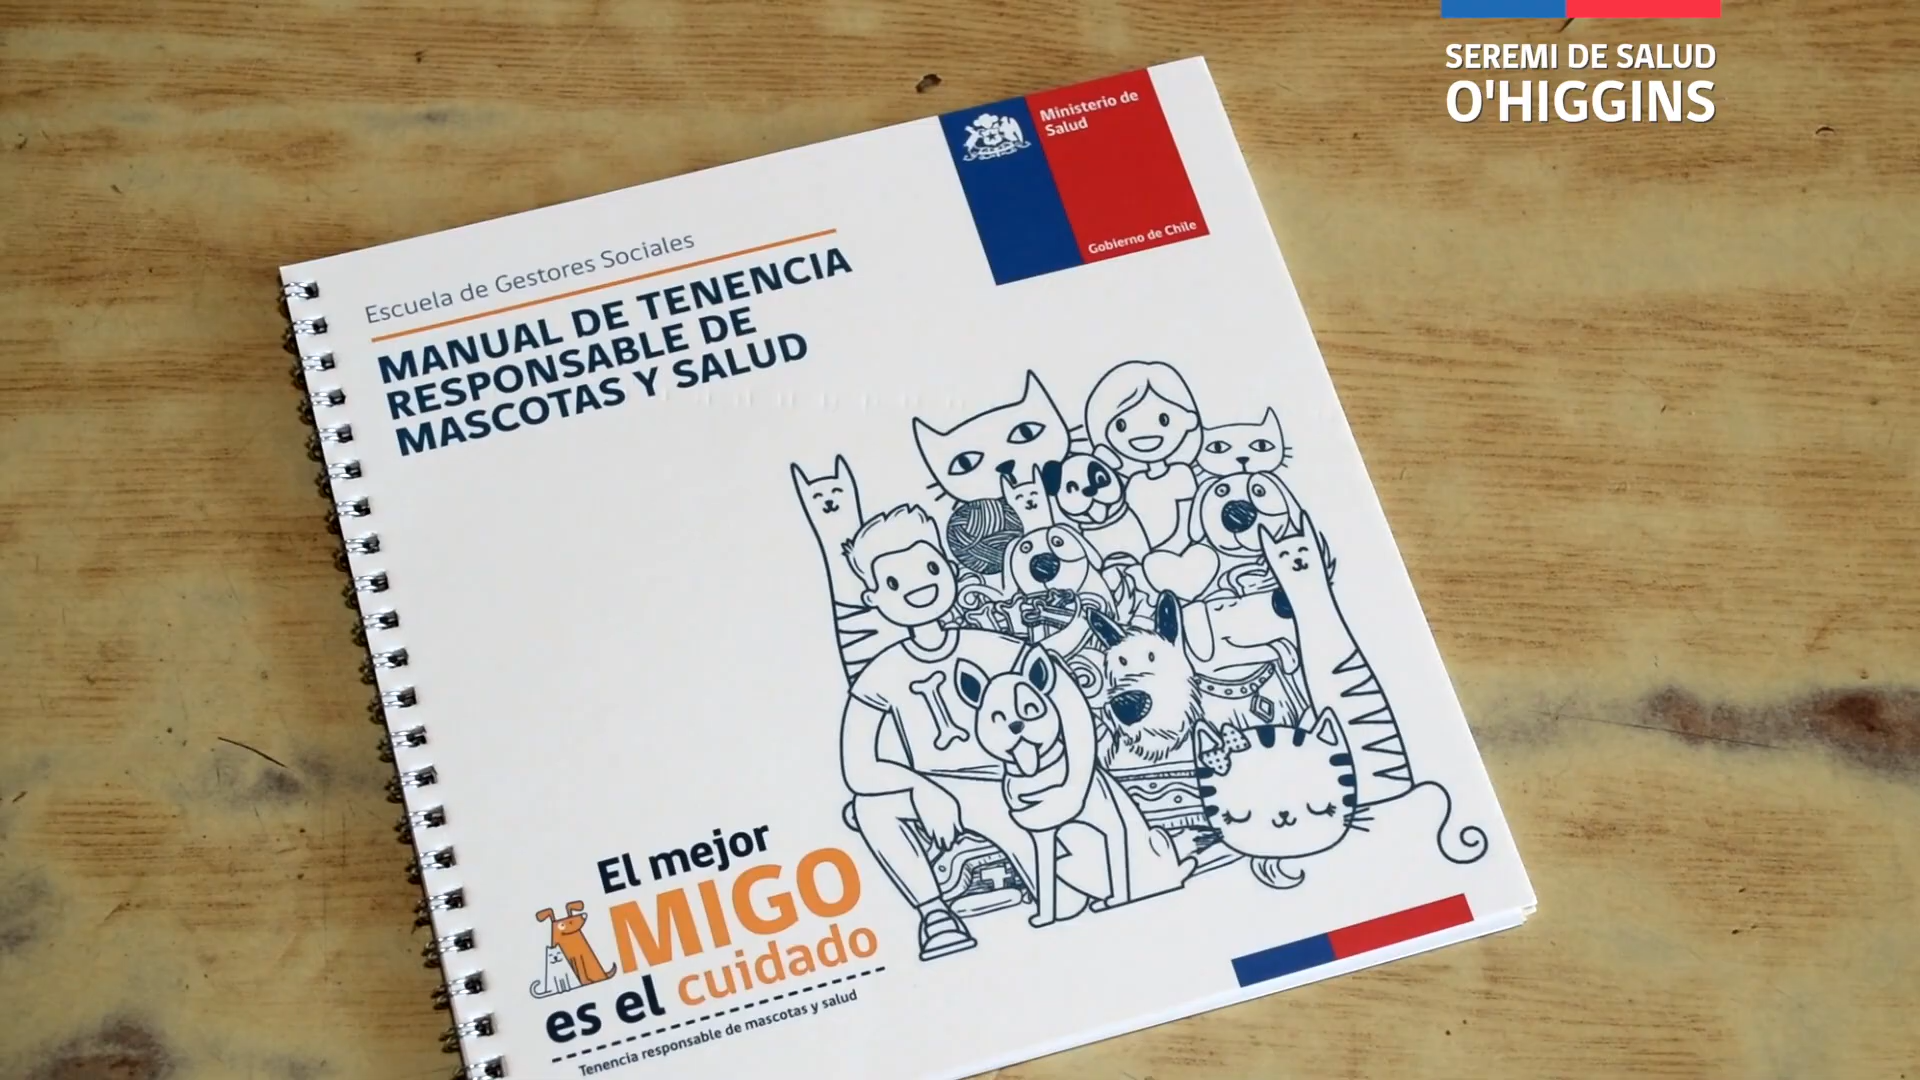 SEREMI DE SALUD
O'HIGGINS
Ministerio de
Salud
Gobierno de Chile
Escuela de Gestores Sociales
MANUAL DE TENENCIA
RESPONSABLE DE
MASCOTAS Y SALUD
El mejor
AMIGO
es el cuidado
Tenencia responsable de mascotas y salud